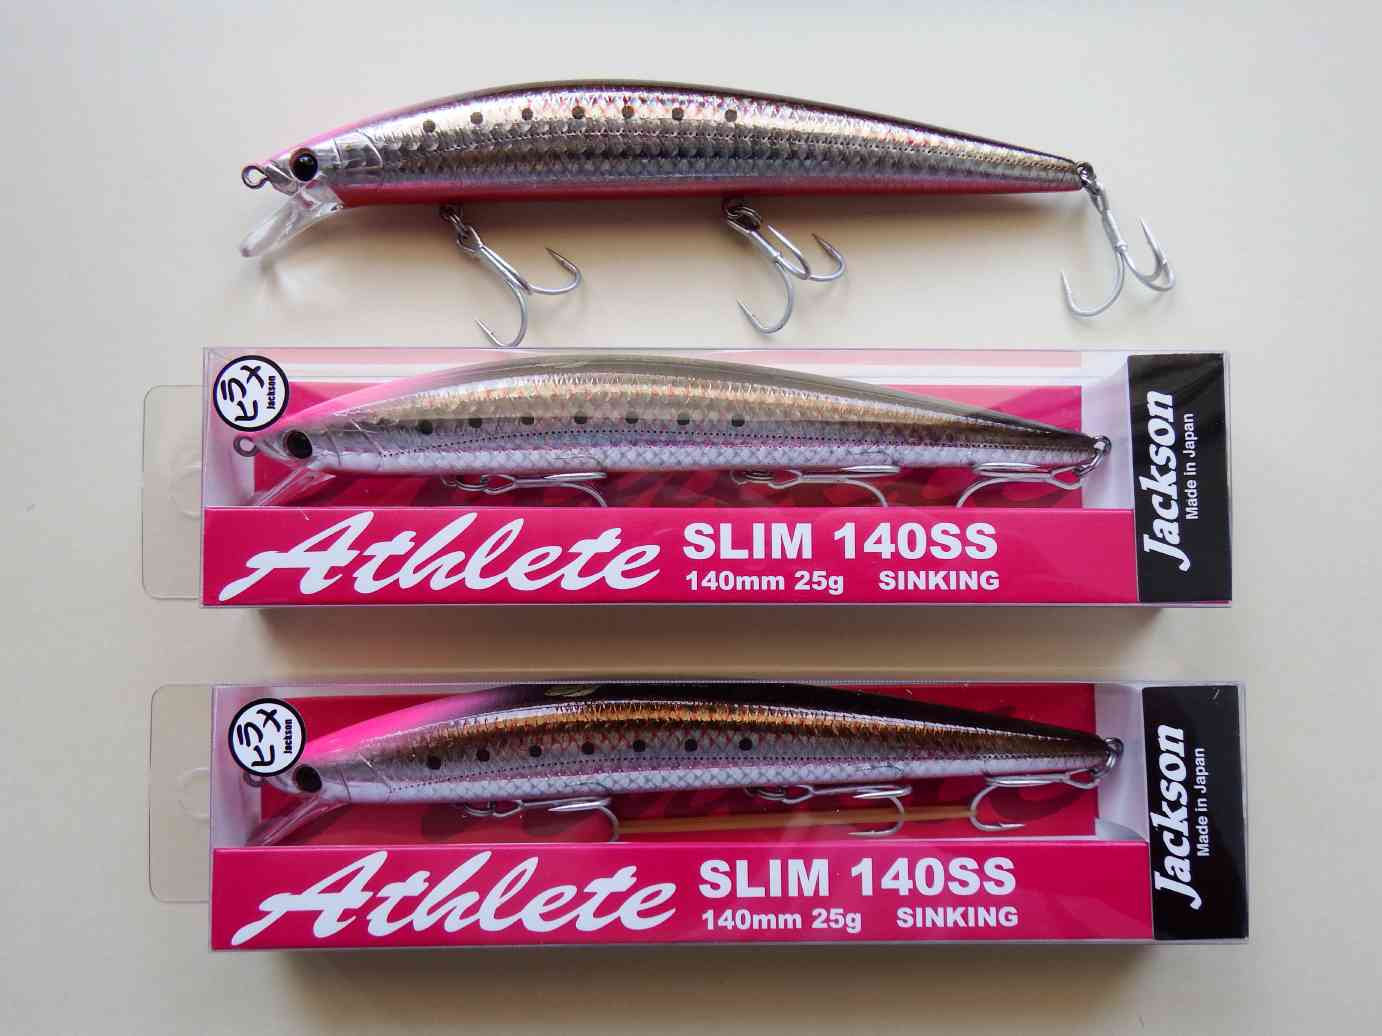 ヒラメ
Jackson
Athlete
SLIM 140SS
140mm 25g SINKING
Jackson
Made in Japan
ヒラメ
Jackson
Athlete
SLIM 140SS
140mm 25g SINKING
Jackson
Made in Japan